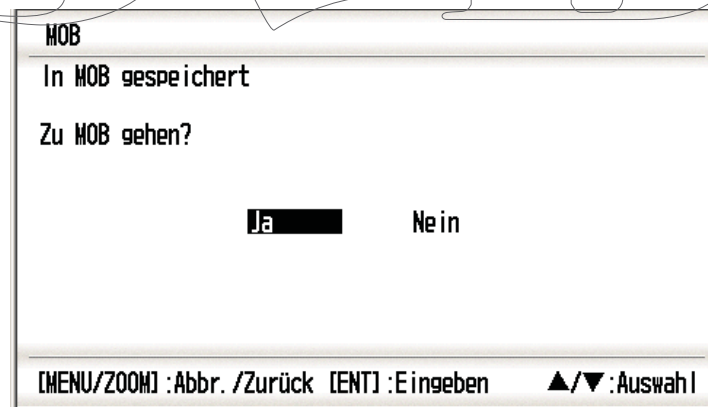 MOB
In MOB gespeichert
Zu MOB gehen?
Ja Nein
[MENU/ZOOM]:Abbr./Zurück [ENT]:Eingeben ▲/▼:Auswahl